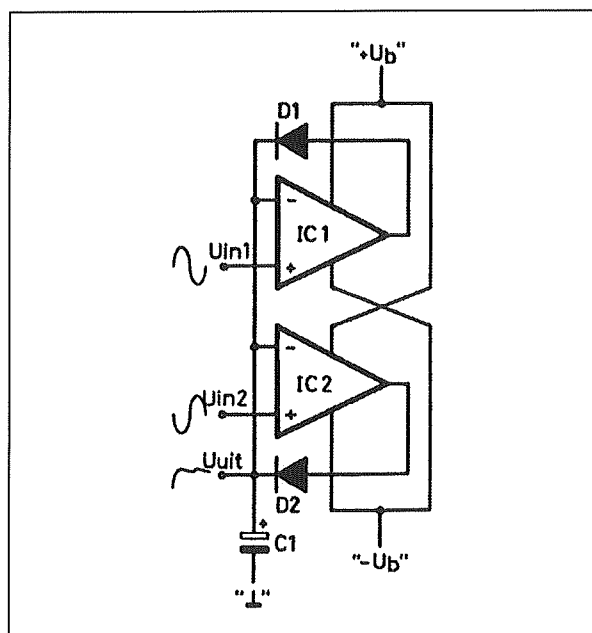 "+Ub"
D1
-
IC1
Uin1
+
-
IC2
Uin2
+
Uuit
D2
+
C1
"-Ub"
"⊥"